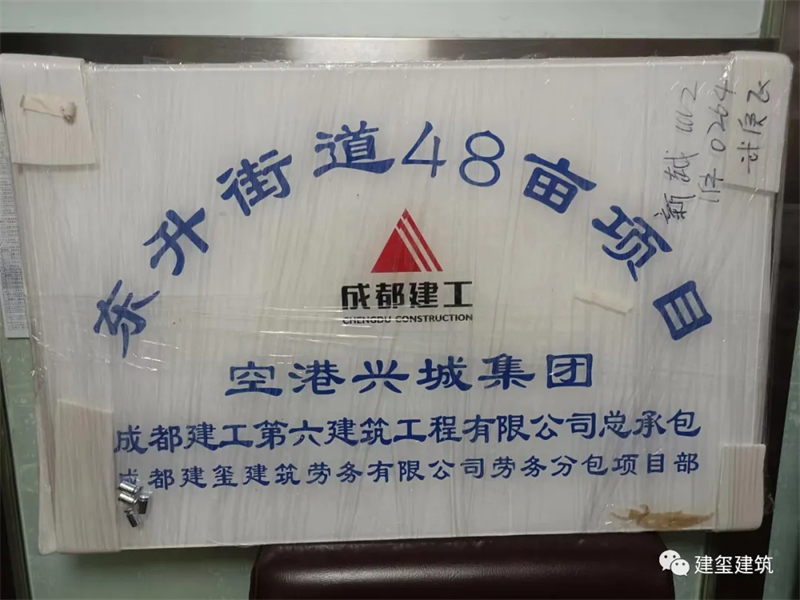 东升街道48亩项目
成都建工
CHENGDU CONSTRUCTION
空港兴城集团
成都建工第六建筑工程有限公司总承包
成都建玺建筑劳务有限公司劳务分包项目部
建玺建筑